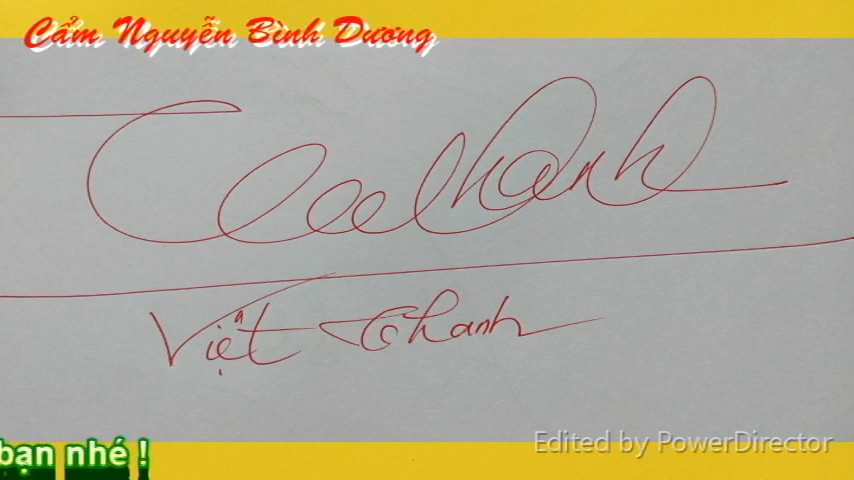 Cẩm Nguyễn Bình Dương
Việt Thanh
bạn nhé !
Edited by PowerDirector